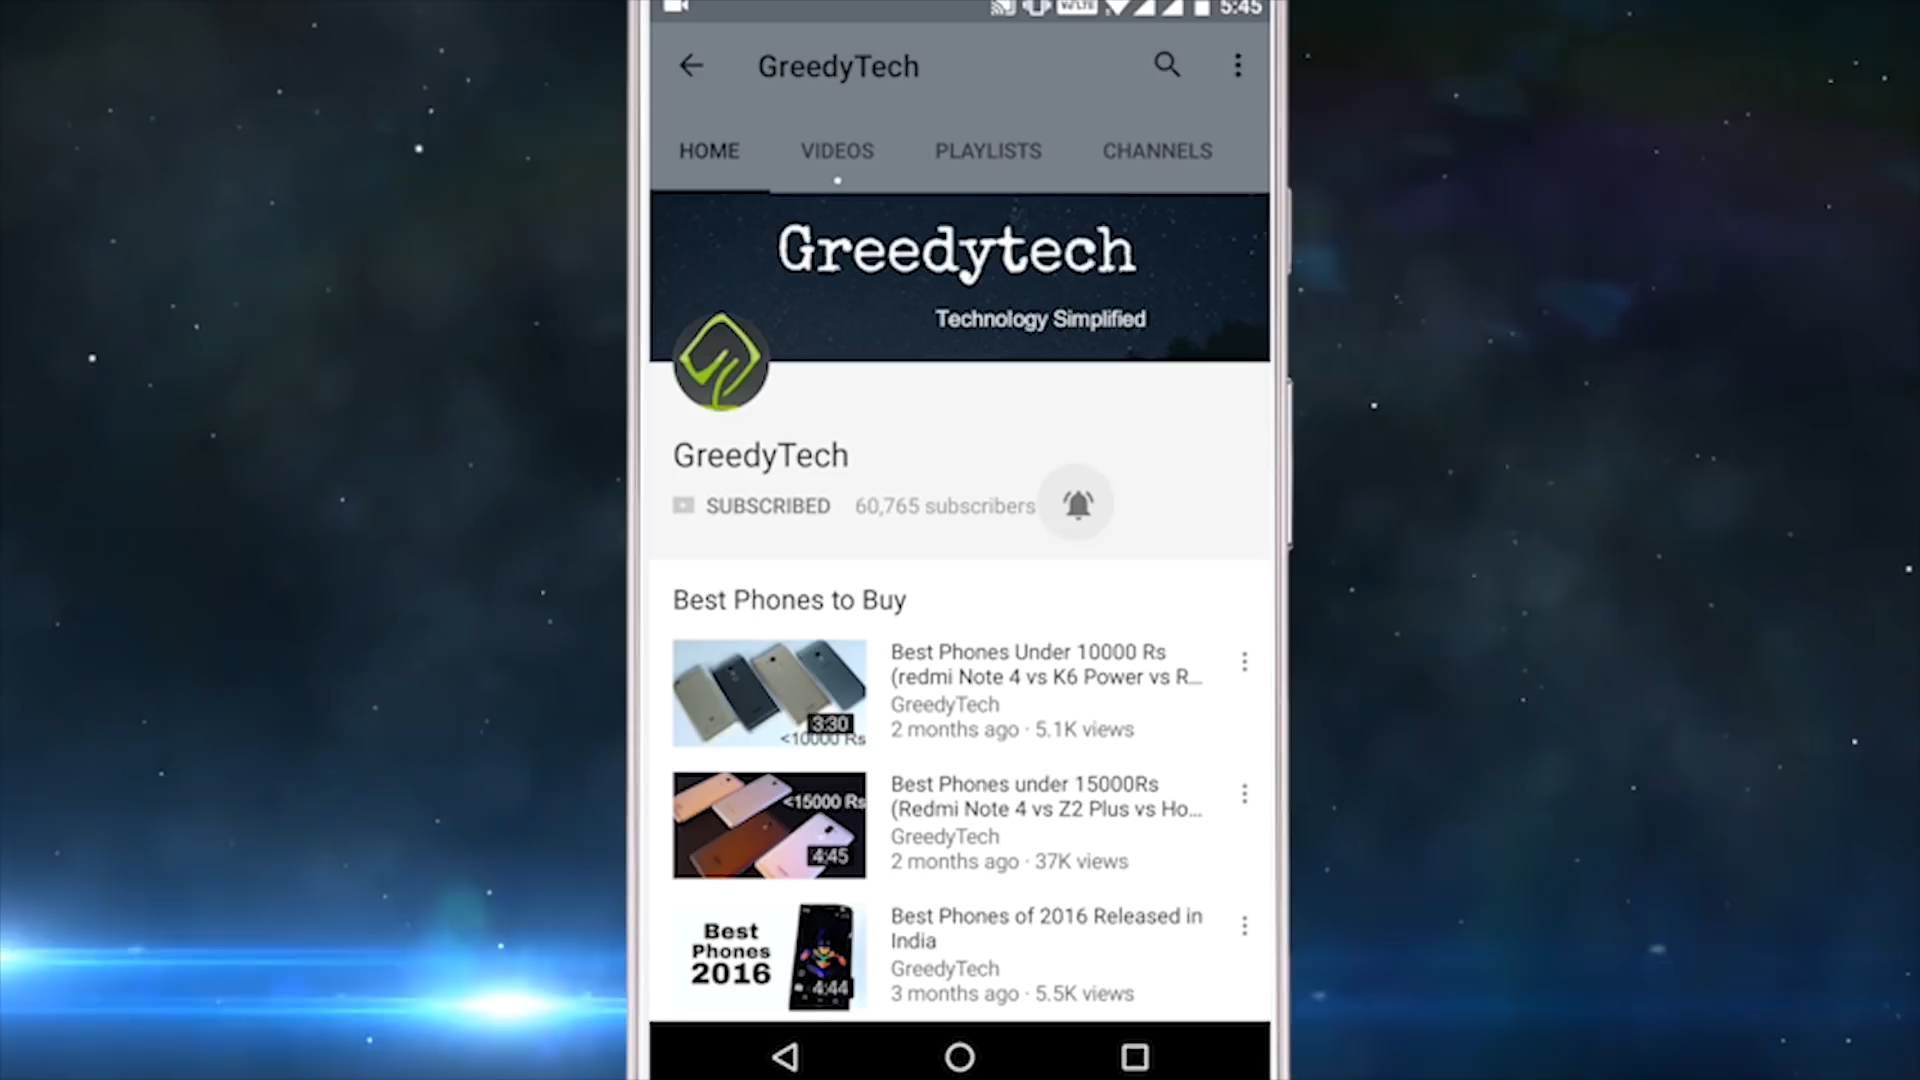 VoLTE 5:45
GreedyTech
HOME VIDEOS PLAYLISTS CHANNELS
Greedytech
Technology Simplified
GreedyTech
SUBSCRIBED 60,765 subscribers
Best Phones to Buy
Best Phones Under 10000 Rs
(redmi Note 4 vs K6 Power vs R...
GreedyTech
2 months ago · 5.1K views
3:30
<10000 Rs
Best Phones under 15000Rs
(Redmi Note 4 vs Z2 Plus vs Ho...
GreedyTech
2 months ago · 37K views
<15000 Rs
4:45
Best Phones of 2016 Released in
India
GreedyTech
3 months ago · 5.5K views
Best
Phones
2016
4:44